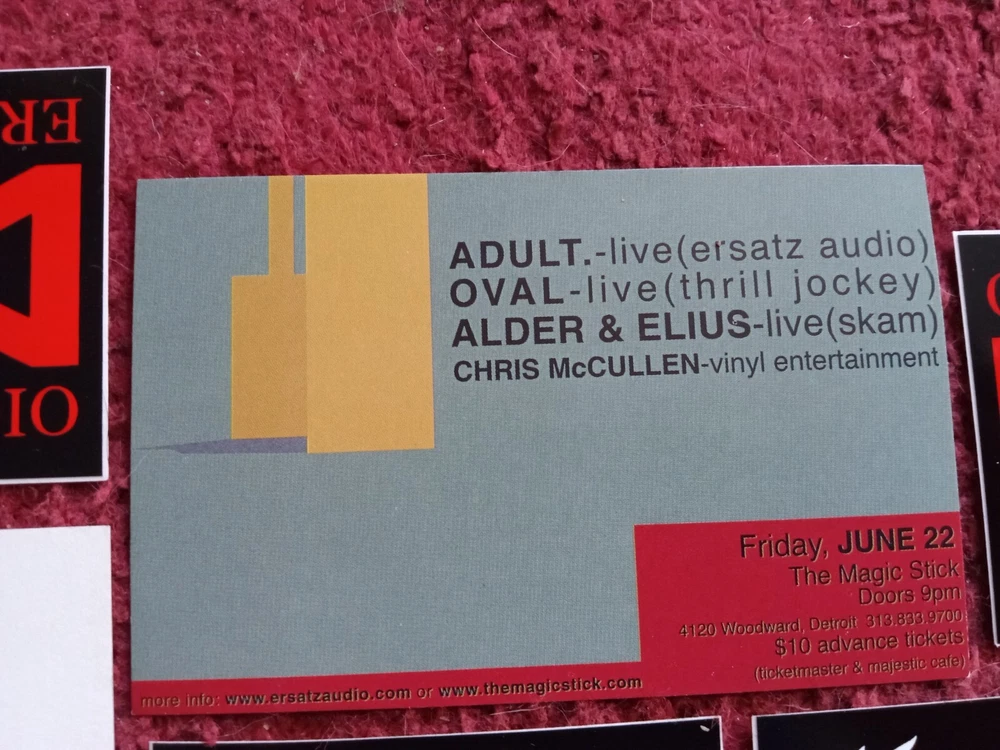 ADULT.-live(ersatz audio)
OVAL-live(thrill jockey)
ALDER & ELIUS-live(skam)
CHRIS McCULLEN-vinyl entertainment
Friday, JUNE 22
The Magic Stick
Doors 9pm
4120 Woodward, Detroit 313.833.9700
$10 advance tickets
(ticketmaster & majestic cafe)
more info: www.ersatzaudio.com or www.themagicstick.com
ER
OI